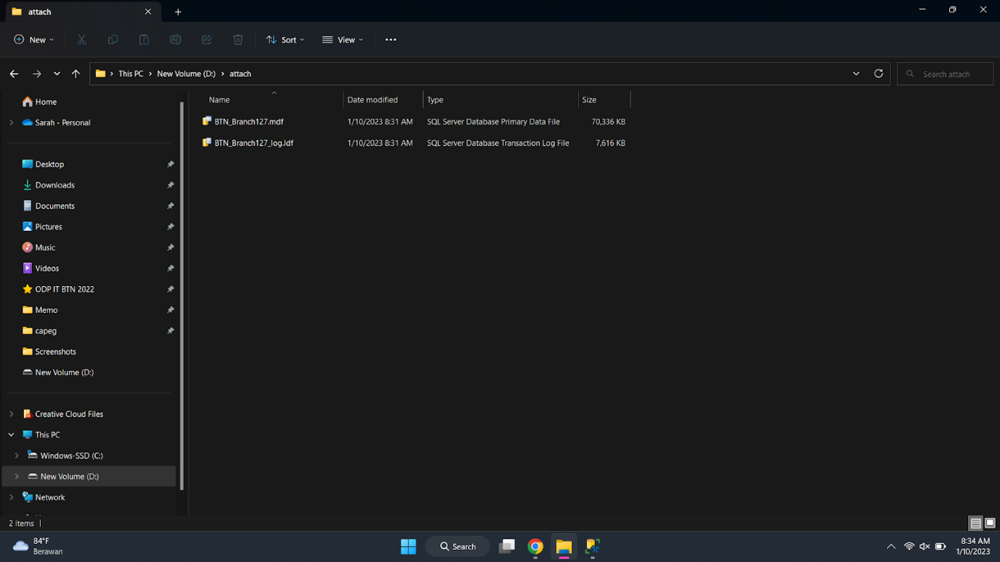 attach
New
Sort
View
This PC
New Volume (D:)
attach
Search attach
Home
Sarah - Personal
Desktop
Downloads
Documents
Pictures
Music
Videos
ODP IT BTN 2022
Memo
capeg
Screenshots
New Volume (D:)
Creative Cloud Files
This PC
Windows-SSD (C:)
New Volume (D:)
Network
Name Date modified Type Size
BTN_Branch127.mdf 1/10/2023 8:31 AM SQL Server Database Primary Data File 70,336 KB
BTN_Branch127_log.ldf 1/10/2023 8:31 AM SQL Server Database Transaction Log File 7,616 KB
2 items
84°F
Berawan
Search
8:34 AM
1/10/2023